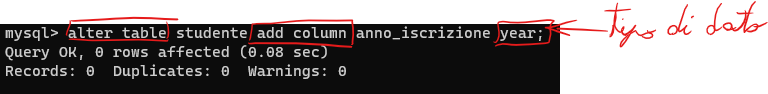 mysql> alter table studente add column anno_iscrizione year; tipo di dato
Query OK, 0 rows affected (0.08 sec)
Records: 0  Duplicates: 0  Warnings: 0